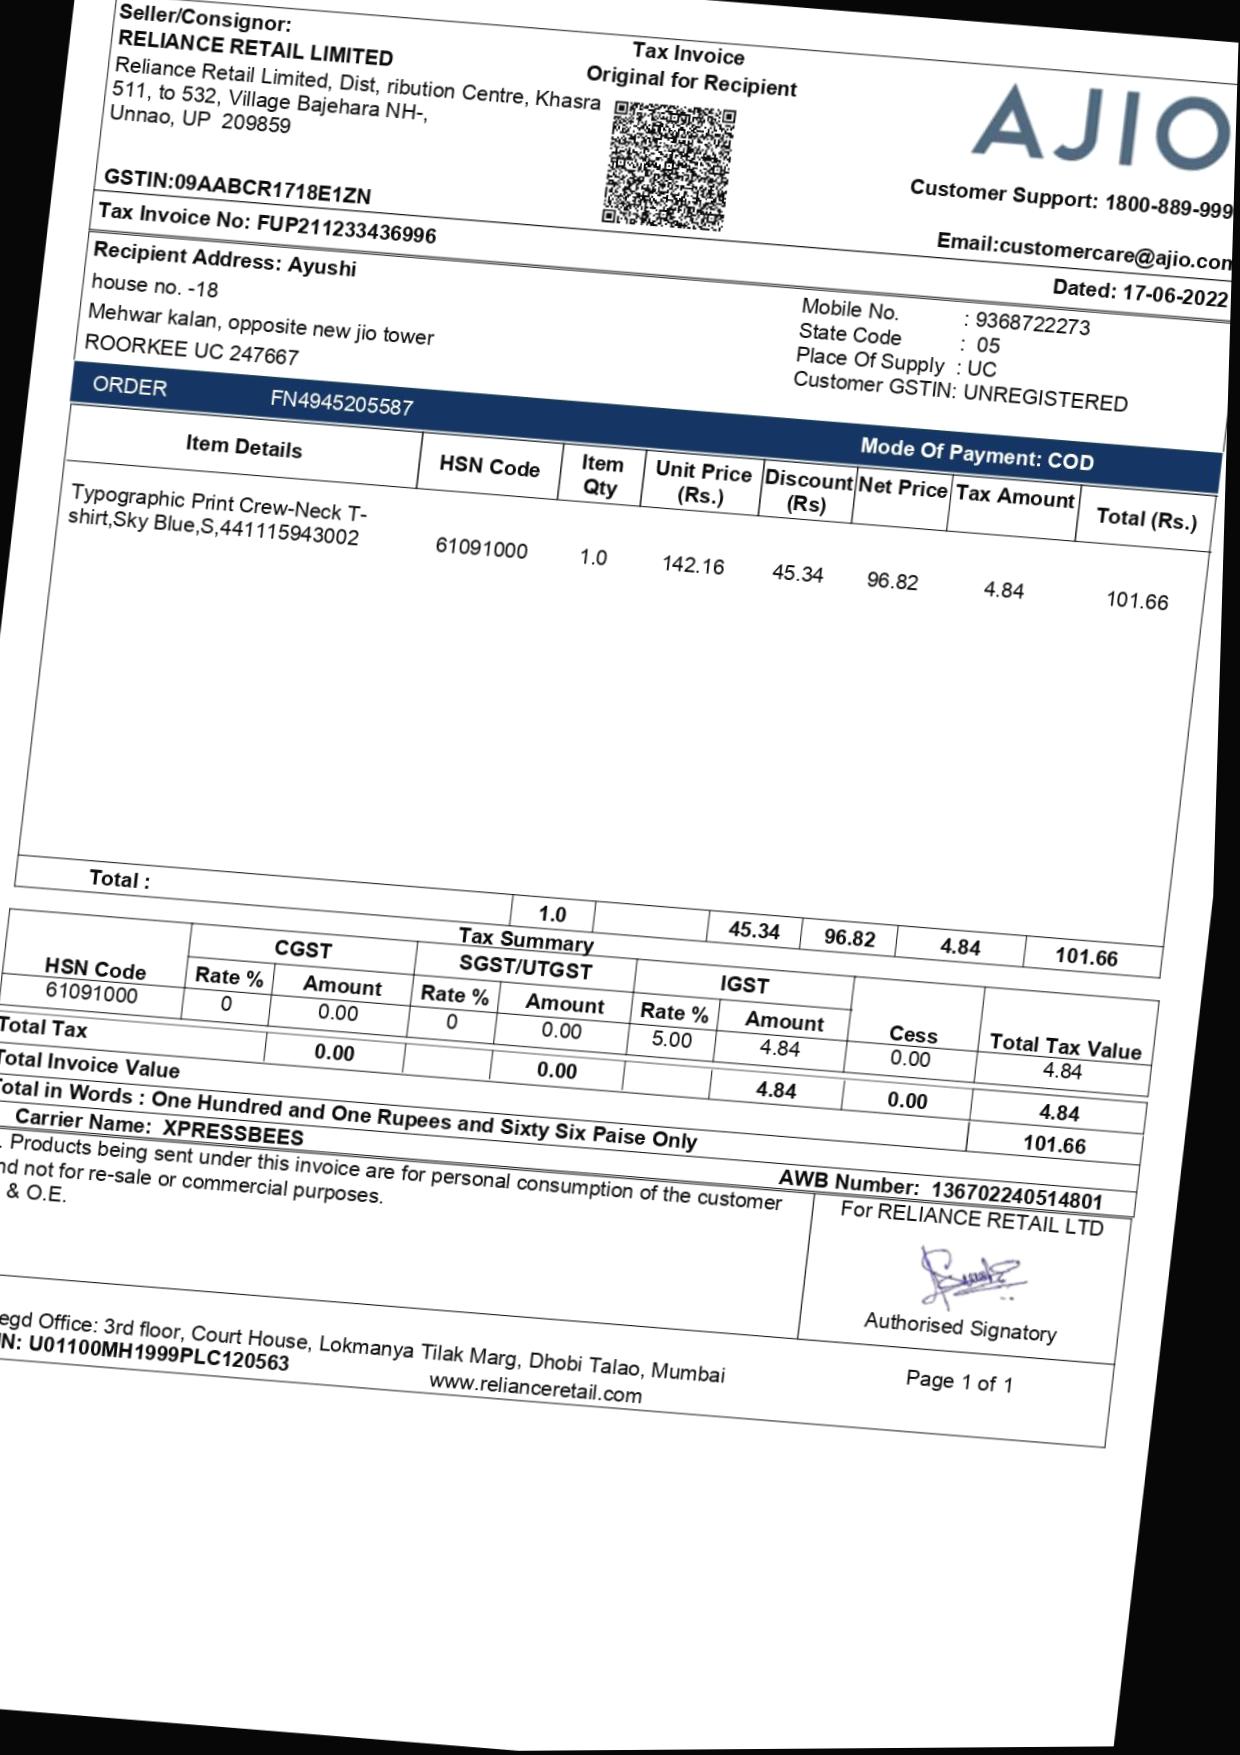 Seller/Consignor:
RELIANCE RETAIL LIMITED
Reliance Retail Limited, Dist, ribution Centre, Khasra
511, to 532, Village Bajehara NH-,
Unnao, UP 209859
GSTIN:09AABCR1718E1ZN
Tax Invoice
Original for Recipient
AJIO
Customer Support: 1800-889-999
Email:customercare@ajio.com
Tax Invoice No: FUP211233436996
Dated: 17-06-2022
Recipient Address: Ayushi
house no. -18
Mehwar kalan, opposite new jio tower
ROORKEE UC 247667
Mobile No. : 9368722273
State Code : 05
Place Of Supply : UC
Customer GSTIN: UNREGISTERED
ORDER FN4945205587 Mode Of Payment: COD
Item Details HSN Code Item Qty Unit Price (Rs.) Discount (Rs) Net Price Tax Amount Total (Rs.)
Typographic Print Crew-Neck T-
shirt,Sky Blue,S,441115943002 61091000 1.0 142.16 45.34 96.82 4.84 101.66
Total : 1.0 45.34 96.82 4.84 101.66
Tax Summary
HSN Code CGST SGST/UTGST IGST Cess Total Tax Value
Rate % Amount Rate % Amount Rate % Amount
61091000 0 0.00 0 0.00 5.00 4.84 0.00 4.84
Total Tax 0.00 0.00 4.84 0.00 4.84
Total Invoice Value 101.66
Total in Words : One Hundred and One Rupees and Sixty Six Paise Only
Carrier Name: XPRESSBEES AWB Number: 136702240514801
. Products being sent under this invoice are for personal consumption of the customer
nd not for re-sale or commercial purposes.
& O.E.
For RELIANCE RETAIL LTD
Authorised Signatory
egd Office: 3rd floor, Court House, Lokmanya Tilak Marg, Dhobi Talao, Mumbai
IN: U01100MH1999PLC120563
www.relianceretail.com
Page 1 of 1